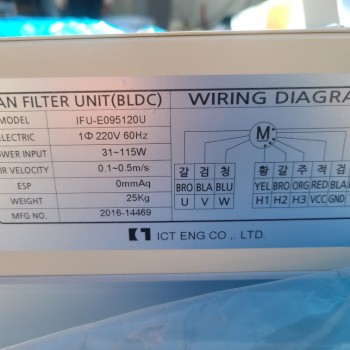 AN FILTER UNIT(BLDC)
MODEL IFU-E095120U
ELECTRIC 1Φ 220V 60Hz
OWER INPUT 31~115W
IR VELOCITY 0.1~0.5m/s
ESP 0mmAq
WEIGHT 25Kg
MFG NO. 2016-14469
WIRING DIAGRA
M
갈 검 청 황 갈 주 적 검
BRO BLA BLU YEL BRO ORG RED BLA
U V W H1 H2 H3 VCC GND
ICT ENG CO ,. LTD.